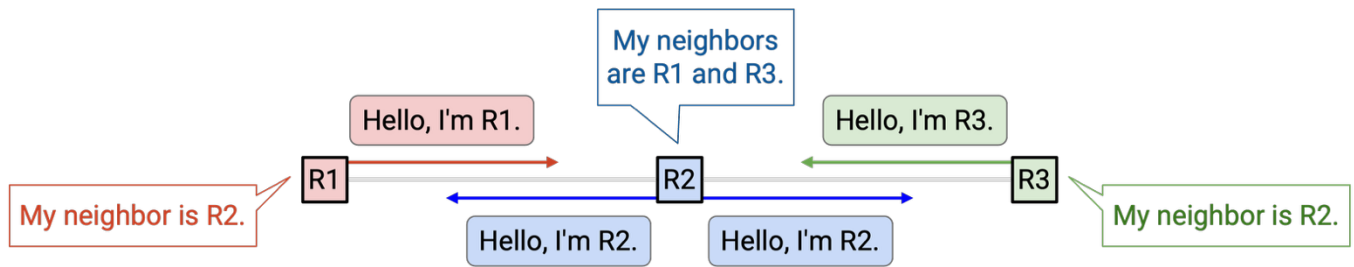 My neighbors
are R1 and R3.
Hello, I'm R1.
Hello, I'm R3.
R1
R2
R3
My neighbor is R2.
My neighbor is R2.
Hello, I'm R2.
Hello, I'm R2.